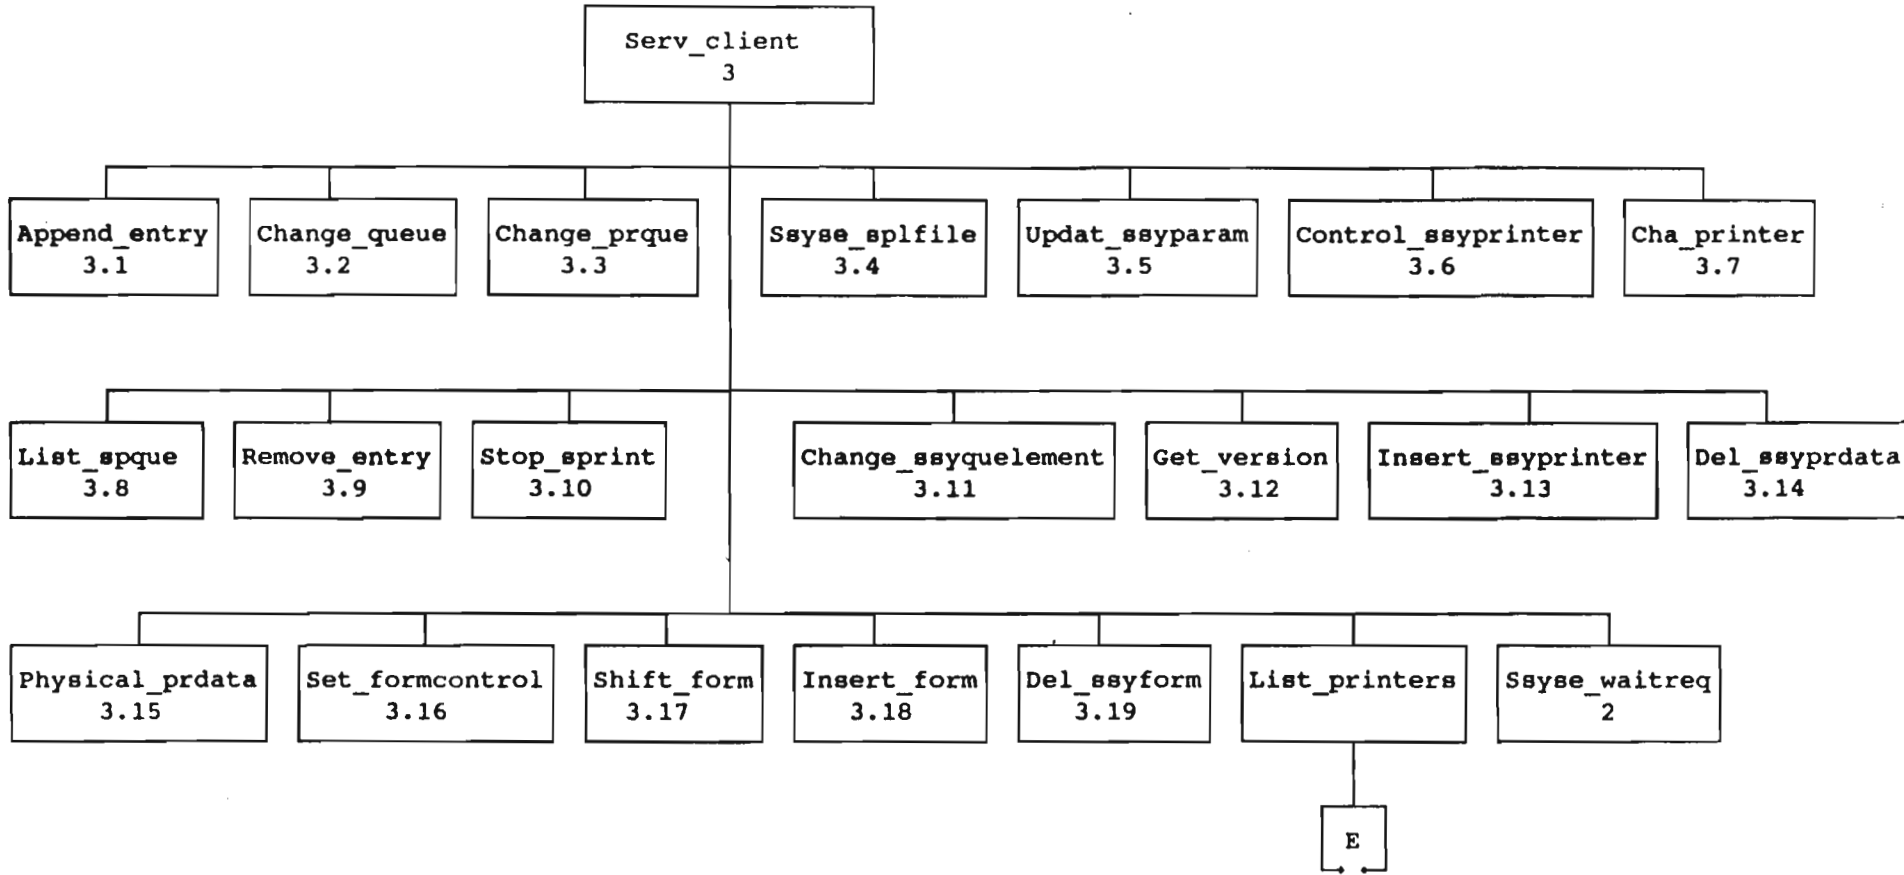 Serv_client
3
Append_entry
3.1
Change_queue
3.2
Change_prque
3.3
Ssyse_splfile
3.4
Updat_ssyparam
3.5
Control_ssyprinter
3.6
Cha_printer
3.7
List_spque
3.8
Remove_entry
3.9
Stop_sprint
3.10
Change_ssyquelement
3.11
Get_version
3.12
Insert_ssyprinter
3.13
Del_ssyprdata
3.14
Physical_prdata
3.15
Set_formcontrol
3.16
Shift_form
3.17
Insert_form
3.18
Del_ssyform
3.19
List_printers
Ssyse_waitreq
2
E